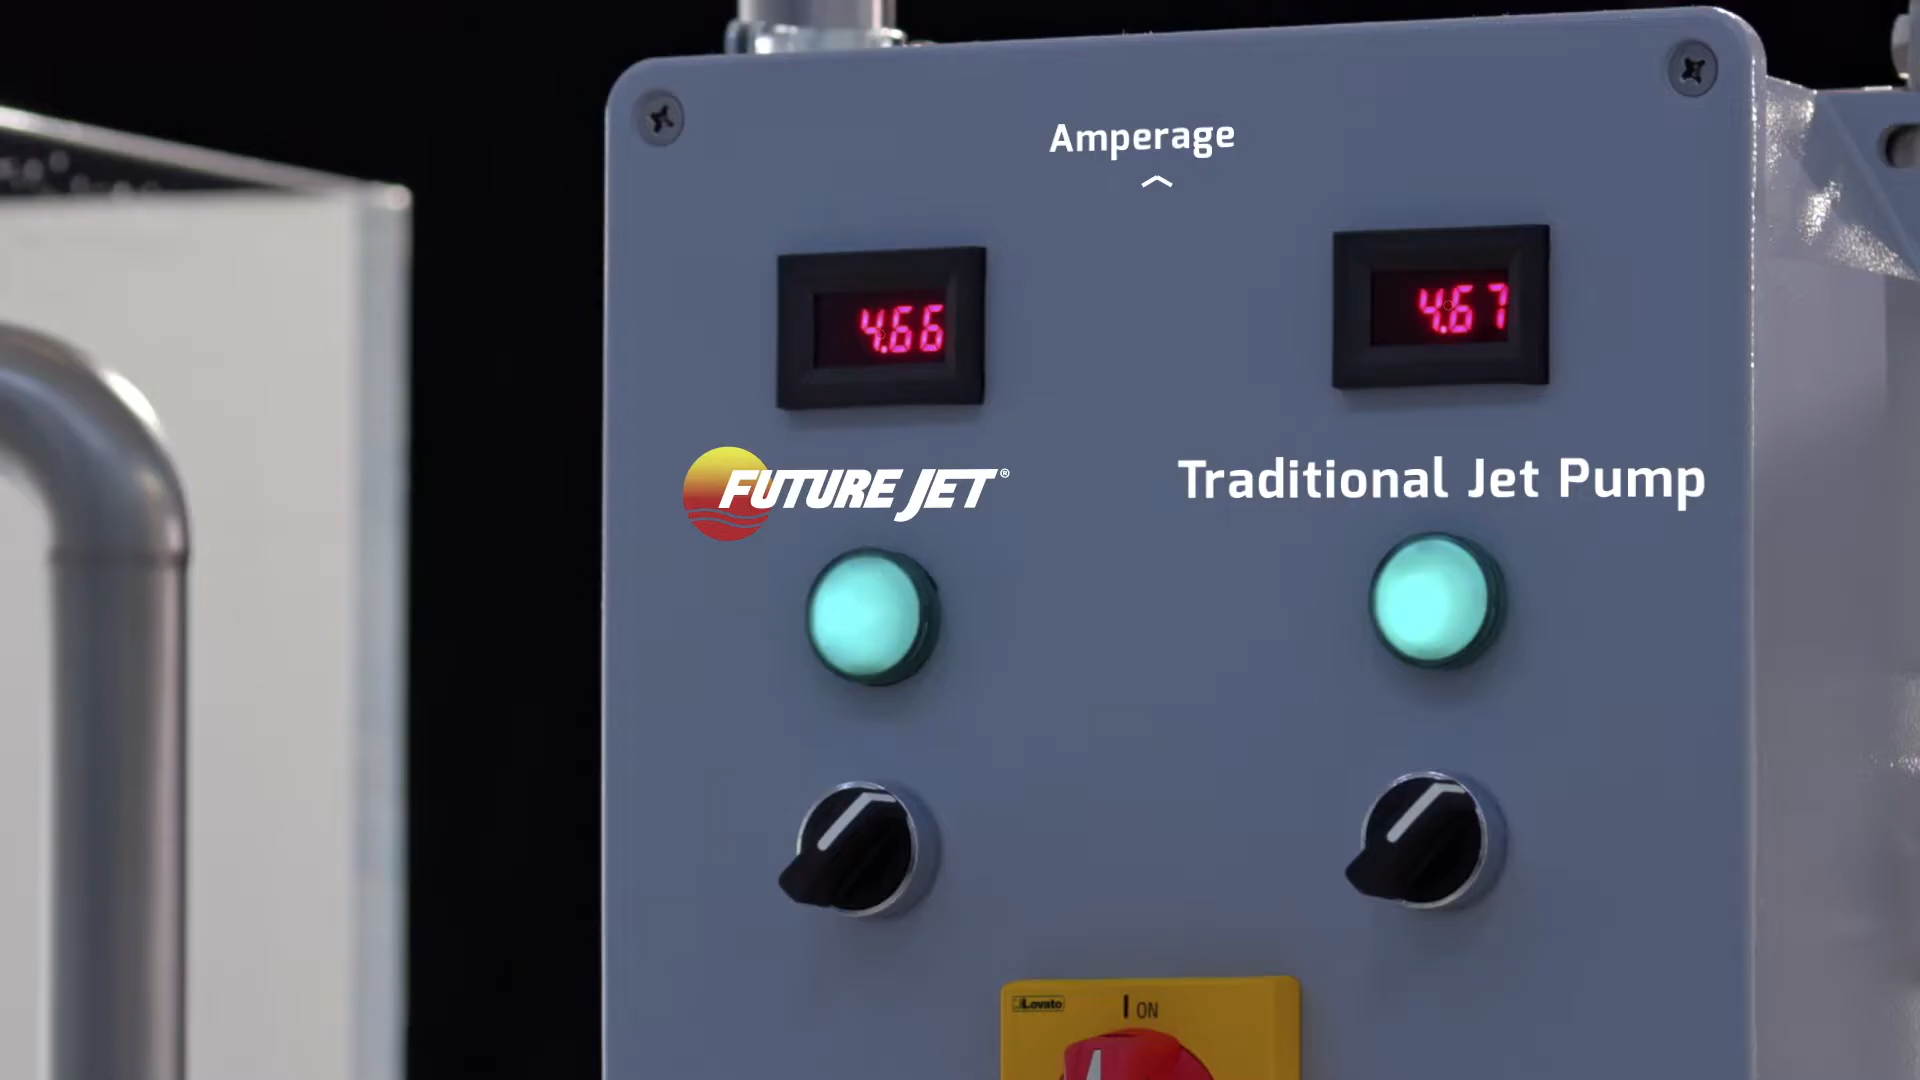 Amperage
4.66
4.67
FUTURE JET®
Traditional Jet Pump
Lovato
I ON